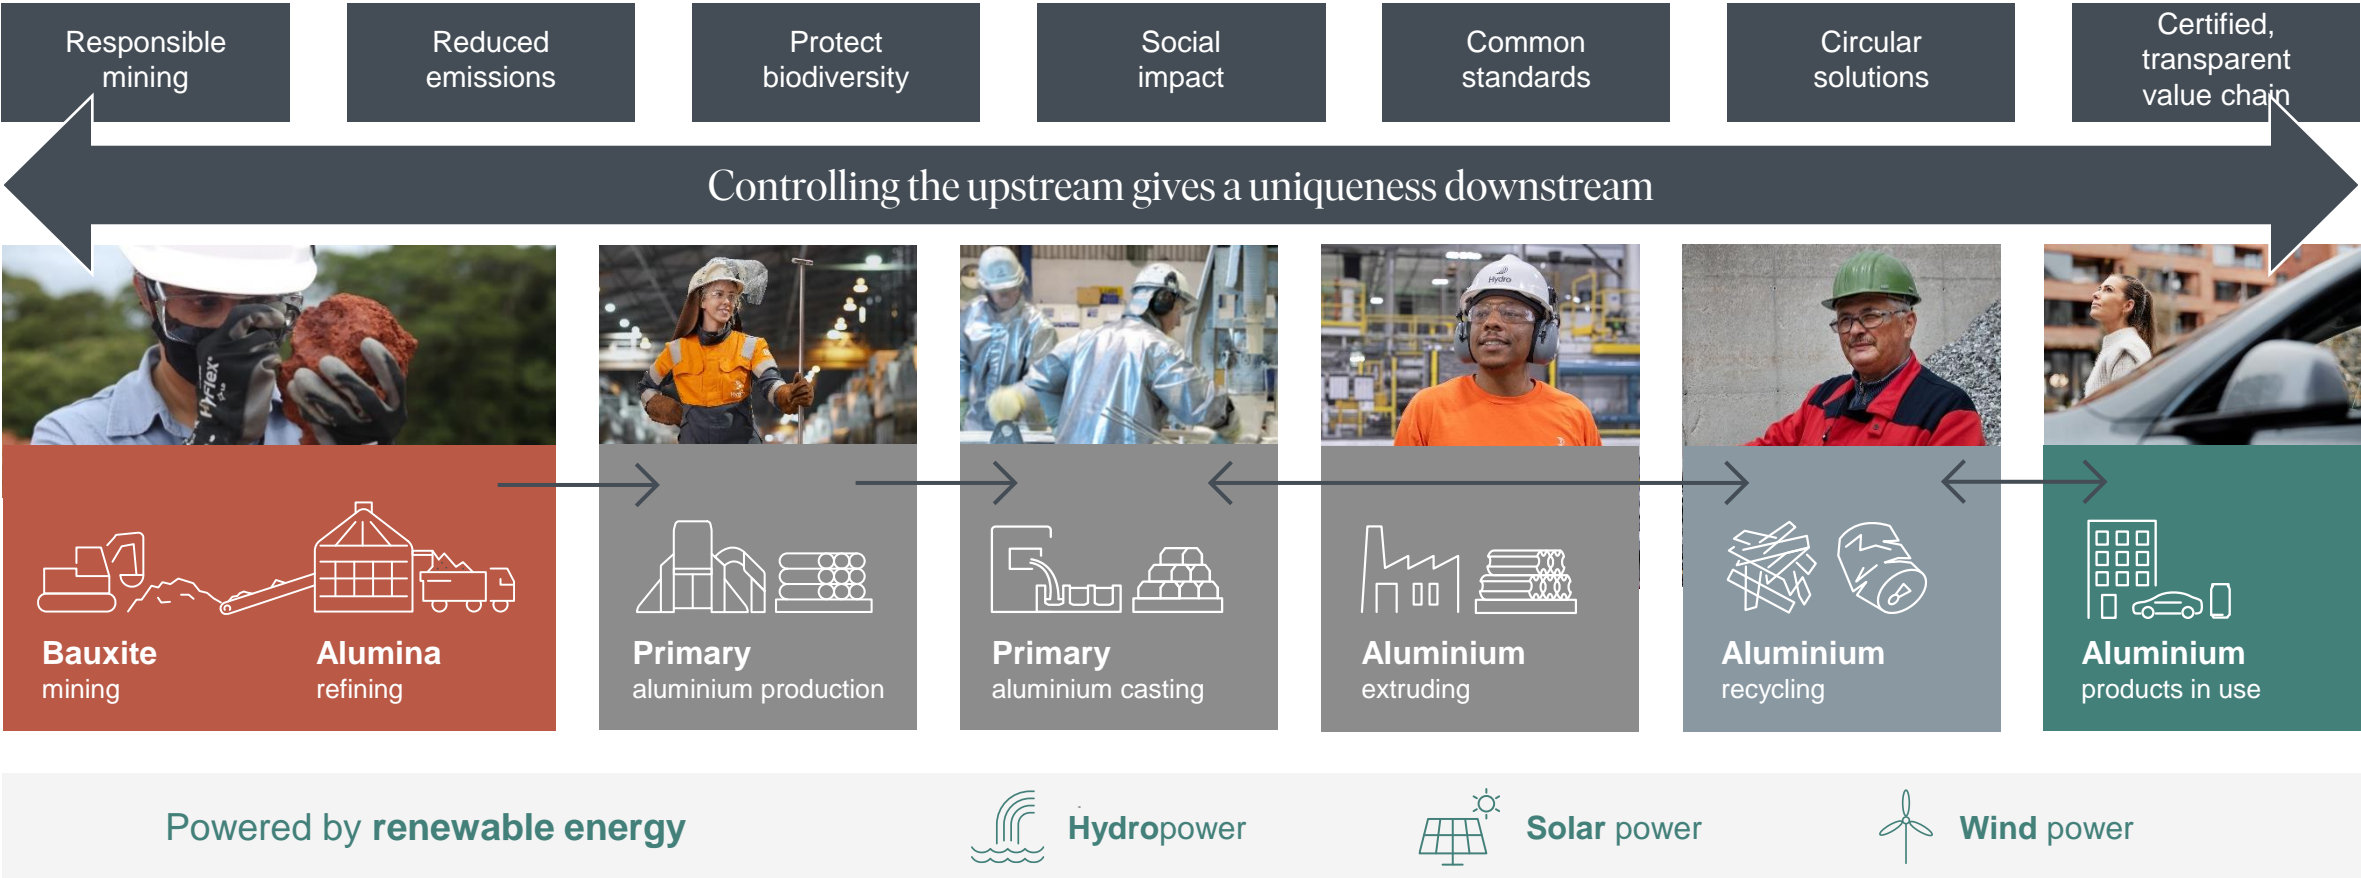 Responsible
mining
Reduced
emissions
Protect
biodiversity
Social
impact
Common
standards
Circular
solutions
Certified,
transparent
value chain
Controlling the upstream gives a uniqueness downstream
HyFlex
Hydro
Bauxite
mining
Alumina
refining
Primary
aluminium production
Primary
aluminium casting
Aluminium
extruding
Aluminium
recycling
Aluminium
products in use
Powered by renewable energy
Hydropower
Solar power
Wind power